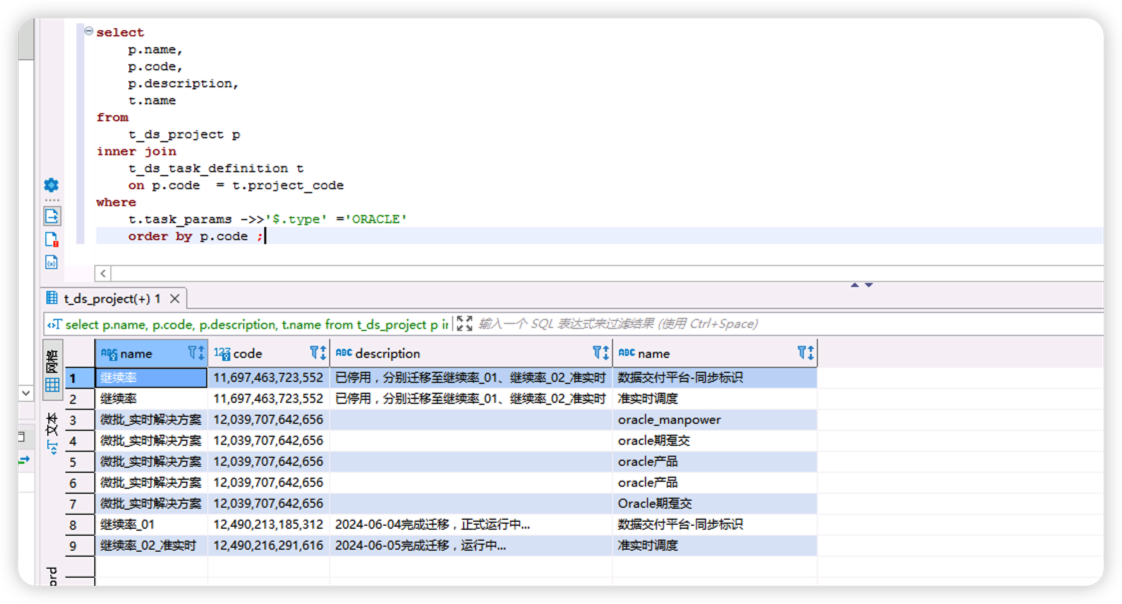 select
p.name,
p.code,
p.description,
t.name
from
t_ds_project p
inner join
t_ds_task_definition t
on p.code  = t.project_code
where
t.task_params ->>'$.type' ='ORACLE'
order by p.code ;
t_ds_project(+) 1
select p.name, p.code, p.description, t.name from t_ds_project p ir 输入一个 SQL 表达式来过滤结果 (使用 Ctrl+Space)
网格
文本
name code description name
1 继续率 11,697,463,723,552 已停用，分别迁移至继续率_01、继续率_02_准实时 数据交付平台-同步标识
2 继续率 11,697,463,723,552 已停用，分别迁移至继续率_01、继续率_02_准实时 准实时调度
3 微批_实时解决方案 12,039,707,642,656 oracle_manpower
4 微批_实时解决方案 12,039,707,642,656 oracle期趸交
5 微批_实时解决方案 12,039,707,642,656 oracle产品
6 微批_实时解决方案 12,039,707,642,656 oracle产品
7 微批_实时解决方案 12,039,707,642,656 Oracle期趸交
8 继续率_01 12,490,213,185,312 2024-06-04完成迁移，正式运行中... 数据交付平台-同步标识
9 继续率_02_准实时 12,490,216,291,616 2024-06-05完成迁移，运行中... 准实时调度
ord